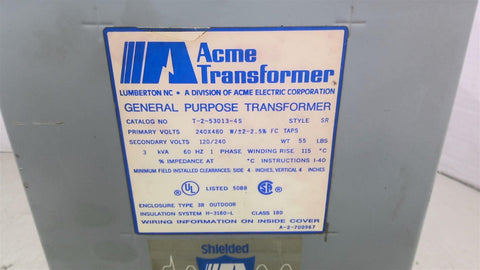 Acme
Transformer
LUMBERTON NC • A DIVISION OF ACME ELECTRIC CORPORATION
GENERAL PURPOSE TRANSFORMER
CATALOG NO T-2-53013-4S STYLE SR
PRIMARY VOLTS 240X480 W/±2-2.5% FC TAPS
SECONDARY VOLTS 120/240 WT 55 LBS
3 kVA 60 HZ 1 PHASE WINDING RISE 115 °C
% IMPEDANCE AT °C INSTRUCTIONS I-40
MINIMUM FIELD INSTALLED CLEARANCES: SIDE 4 INCHES, VERTICAL 4 INCHES
UL LISTED 508B SA
ENCLOSURE TYPE 3R OUTDOOR
INSULATION SYSTEM H-3180-L CLASS 180
WIRING INFORMATION ON INSIDE COVER
A-2-700967
Shielded